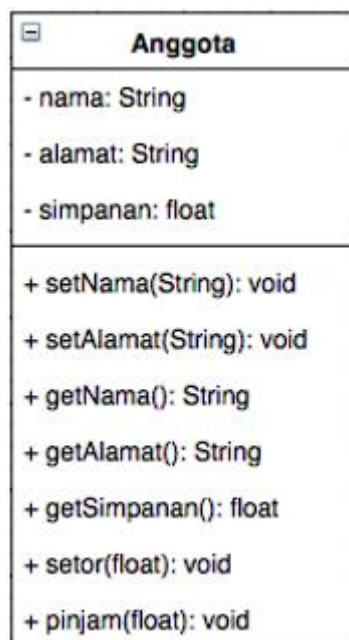 Anggota
- nama: String
- alamat: String
- simpanan: float
+ setNama(String): void
+ setAlamat(String): void
+ getNama(): String
+ getAlamat(): String
+ getSimpanan(): float
+ setor(float): void
+ pinjam(float): void